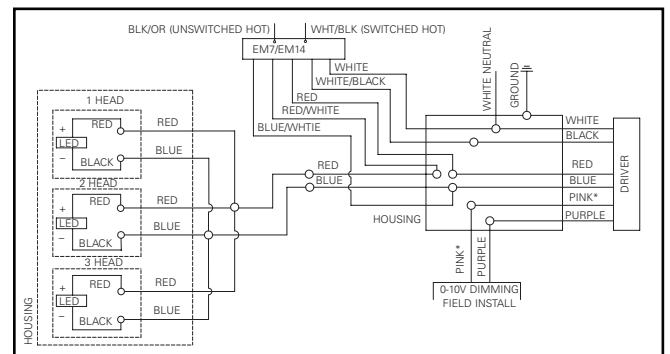 BLK/OR (UNSWITCHED HOT)
WHT/BLK (SWITCHED HOT)
EM7/EM14
WHITE
WHITE/BLACK
RED
RED/WHITE
BLUE/WHTIE
WHITE NEUTRAL
GROUND
1 HEAD
+
RED
RED
LED
–
BLACK
BLUE
2 HEAD
+
RED
RED
LED
–
BLACK
BLUE
3 HEAD
+
RED
RED
LED
–
BLACK
BLUE
HOUSING
RED
BLUE
HOUSING
WHITE
BLACK
RED
BLUE
PINK*
PURPLE
DRIVER
PINK*
PURPLE
0-10V DIMMING
FIELD INSTALL